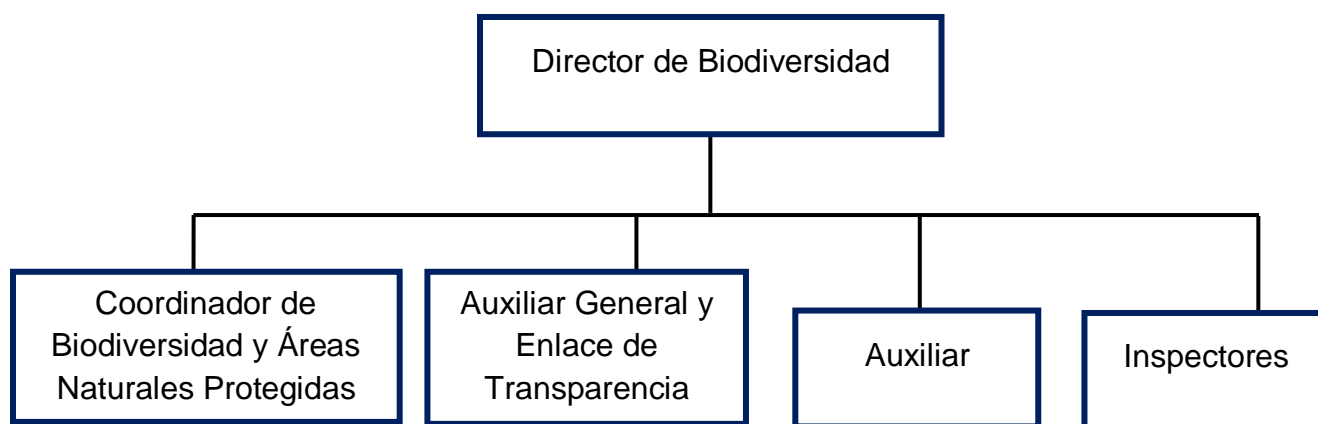 Director de Biodiversidad
Coordinador de
Biodiversidad y Áreas
Naturales Protegidas
Auxiliar General y
Enlace de
Transparencia
Auxiliar
Inspectores